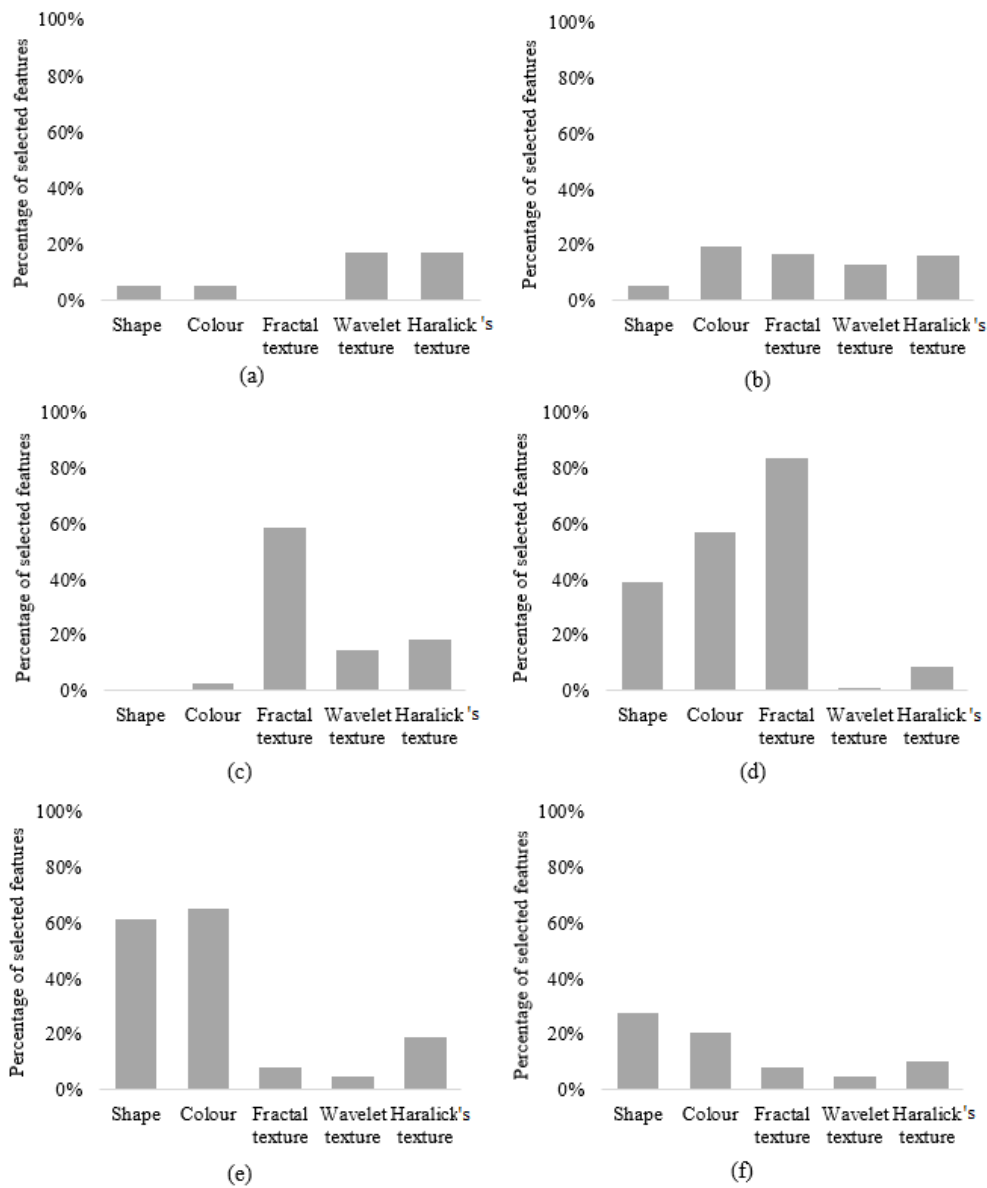 100%
80%
60%
40%
20%
0%
Percentage of selected features
Shape Colour Fractal Wavelet Haralick's
texture texture texture
(a)
100%
80%
60%
40%
20%
0%
Percentage of selected features
Shape Colour Fractal Wavelet Haralick's
texture texture texture
(b)
100%
80%
60%
40%
20%
0%
Percentage of selected features
Shape Colour Fractal Wavelet Haralick's
texture texture texture
(c)
100%
80%
60%
40%
20%
0%
Percentage of selected features
Shape Colour Fractal Wavelet Haralick's
texture texture texture
(d)
100%
80%
60%
40%
20%
0%
Percentage of selected features
Shape Colour Fractal Wavelet Haralick's
texture texture texture
(e)
100%
80%
60%
40%
20%
0%
Percentage of selected features
Shape Colour Fractal Wavelet Haralick's
texture texture texture
(f)